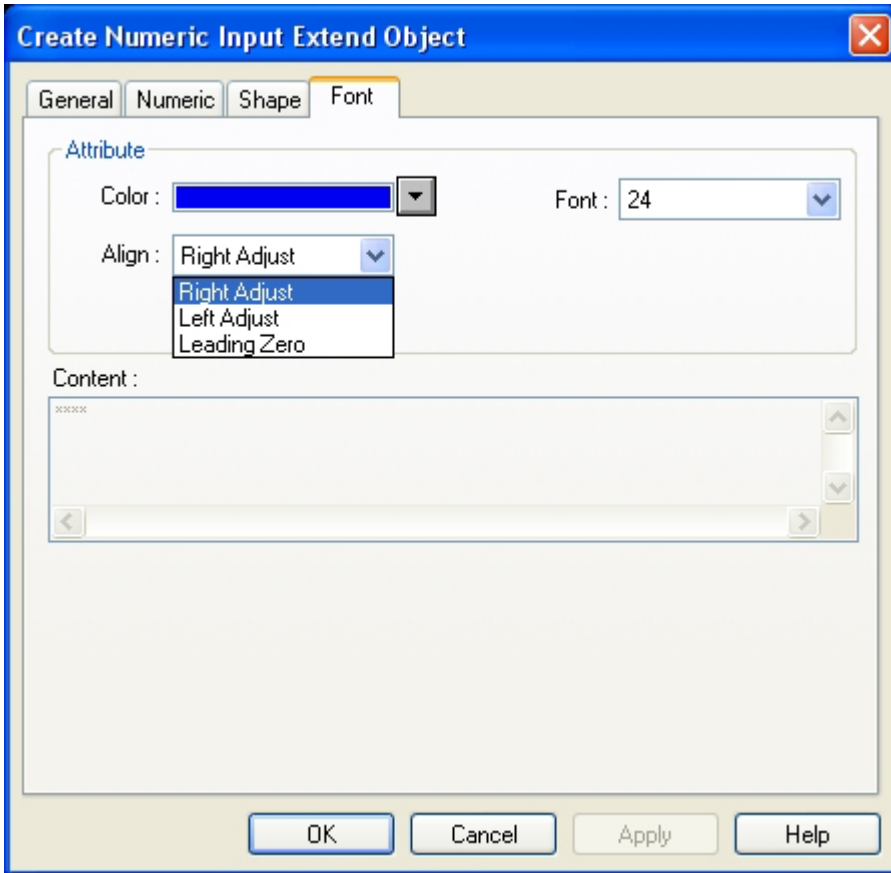 Create Numeric Input Extend Object
General Numeric Shape Font
Attribute
Color : Font : 24
Align : Right Adjust
Right Adjust
Left Adjust
Leading Zero
Content :
xxxx
OK Cancel Apply Help